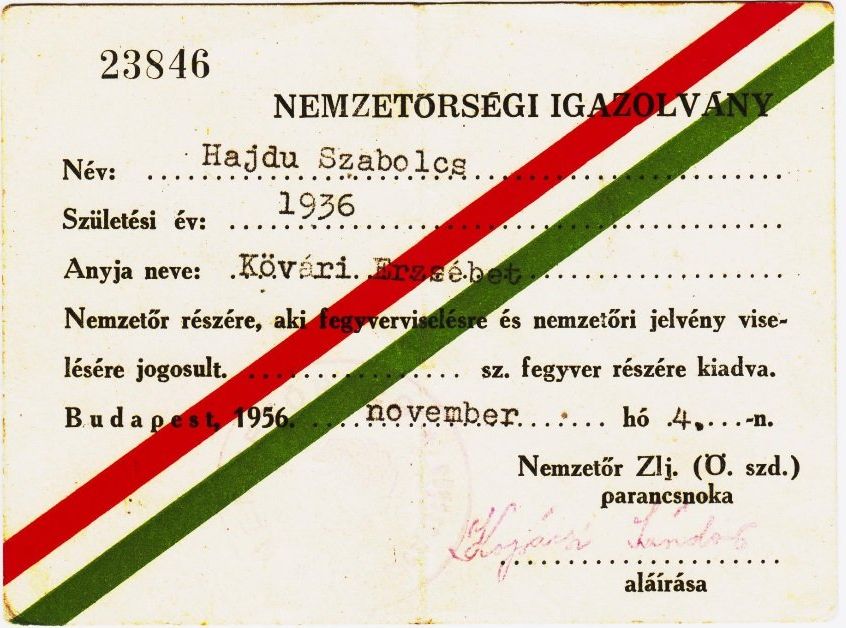 23846
NEMZETŐRSÉGI IGAZOLVÁNY
Név: Hajdu Szabolcs
Születési év: 1936
Anyja neve: Kövári Erzsébet
Nemzetőr részére, aki fegyverviselésre és nemzetőri jelvény vise-
lésére jogosult. .................. sz. fegyver részére kiadva.
Budapest, 1956. november hó 4. -n.
Nemzetőr Zlj. (Ö. szd.)
parancsnoka
aláírása